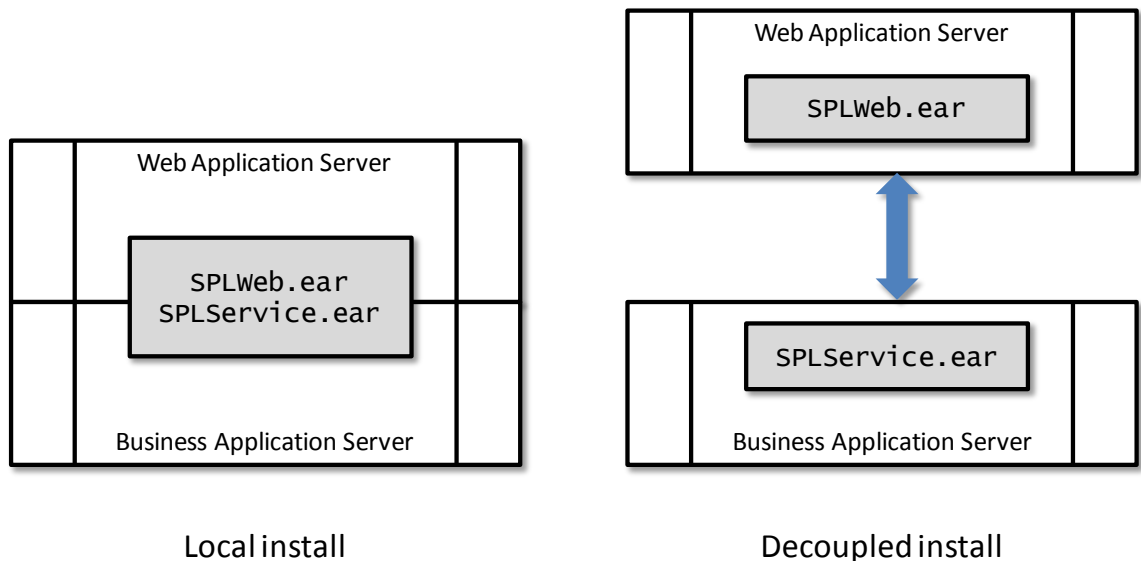 Web Application Server
SPLWeb.ear
SPLService.ear
Business Application Server
Local install
Web Application Server
SPLWeb.ear
SPLService.ear
Business Application Server
Decoupled install